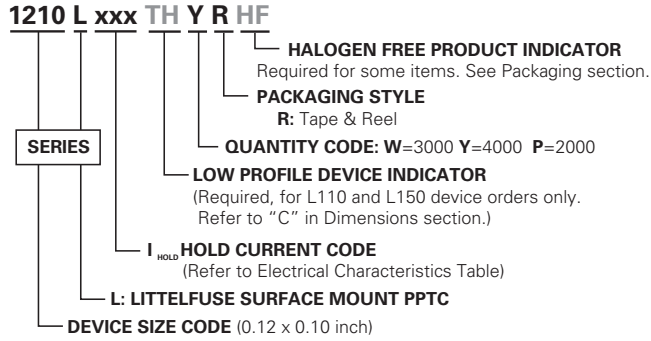 1210 L xxx TH Y R HF
HALOGEN FREE PRODUCT INDICATOR
Required for some items. See Packaging section.
PACKAGING STYLE
R: Tape & Reel
SERIES
QUANTITY CODE: W=3000 Y=4000 P=2000
LOW PROFILE DEVICE INDICATOR
(Required, for L110 and L150 device orders only.
Refer to “C” in Dimensions section.)
I HOLD HOLD CURRENT CODE
(Refer to Electrical Characteristics Table)
L: LITTELFUSE SURFACE MOUNT PPTC
DEVICE SIZE CODE (0.12 x 0.10 inch)